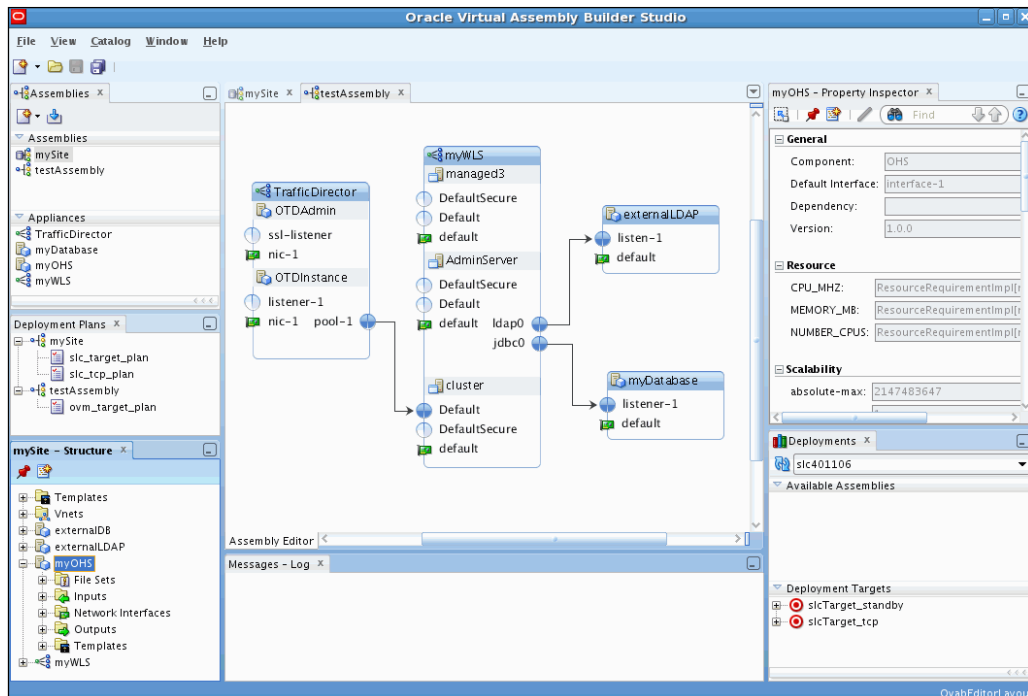 Oracle Virtual Assembly Builder Studio
File View Catalog Window Help
Assemblies
Assemblies
mySite
testAssembly
Appliances
TrafficDirector
myDatabase
myOHS
myWLS
Deployment Plans
mySite
slc_target_plan
slc_tcp_plan
testAssembly
ovm_target_plan
mySite - Structure
Templates
Vnets
externalDB
externalLDAP
myOHS
File Sets
Inputs
Network Interfaces
Outputs
Templates
myWLS
mySite testAssembly
TrafficDirector
OTDAdmin
ssl-listener
nic-1
OTDInstance
listener-1
nic-1 pool-1
myWLS
managed3
DefaultSecure
Default
default
AdminServer
DefaultSecure
Default
default ldap0
jdbc0
cluster
Default
DefaultSecure
default
externalLDAP
listen-1
default
myDatabase
listener-1
default
Assembly Editor
Messages - Log
myOHS - Property Inspector
Find
General
Component: OHS
Default Interface: interface-1
Dependency:
Version: 1.0.0
Resource
CPU_MHZ: ResourceRequirementImpl[n
MEMORY_MB: ResourceRequirementImpl[n
NUMBER_CPUS: ResourceRequirementImpl[n
Scalability
absolute-max: 2147483647
Deployments
slc401106
Available Assemblies
Deployment Targets
slcTarget_standby
slcTarget_tcp
OvabEditorLayou